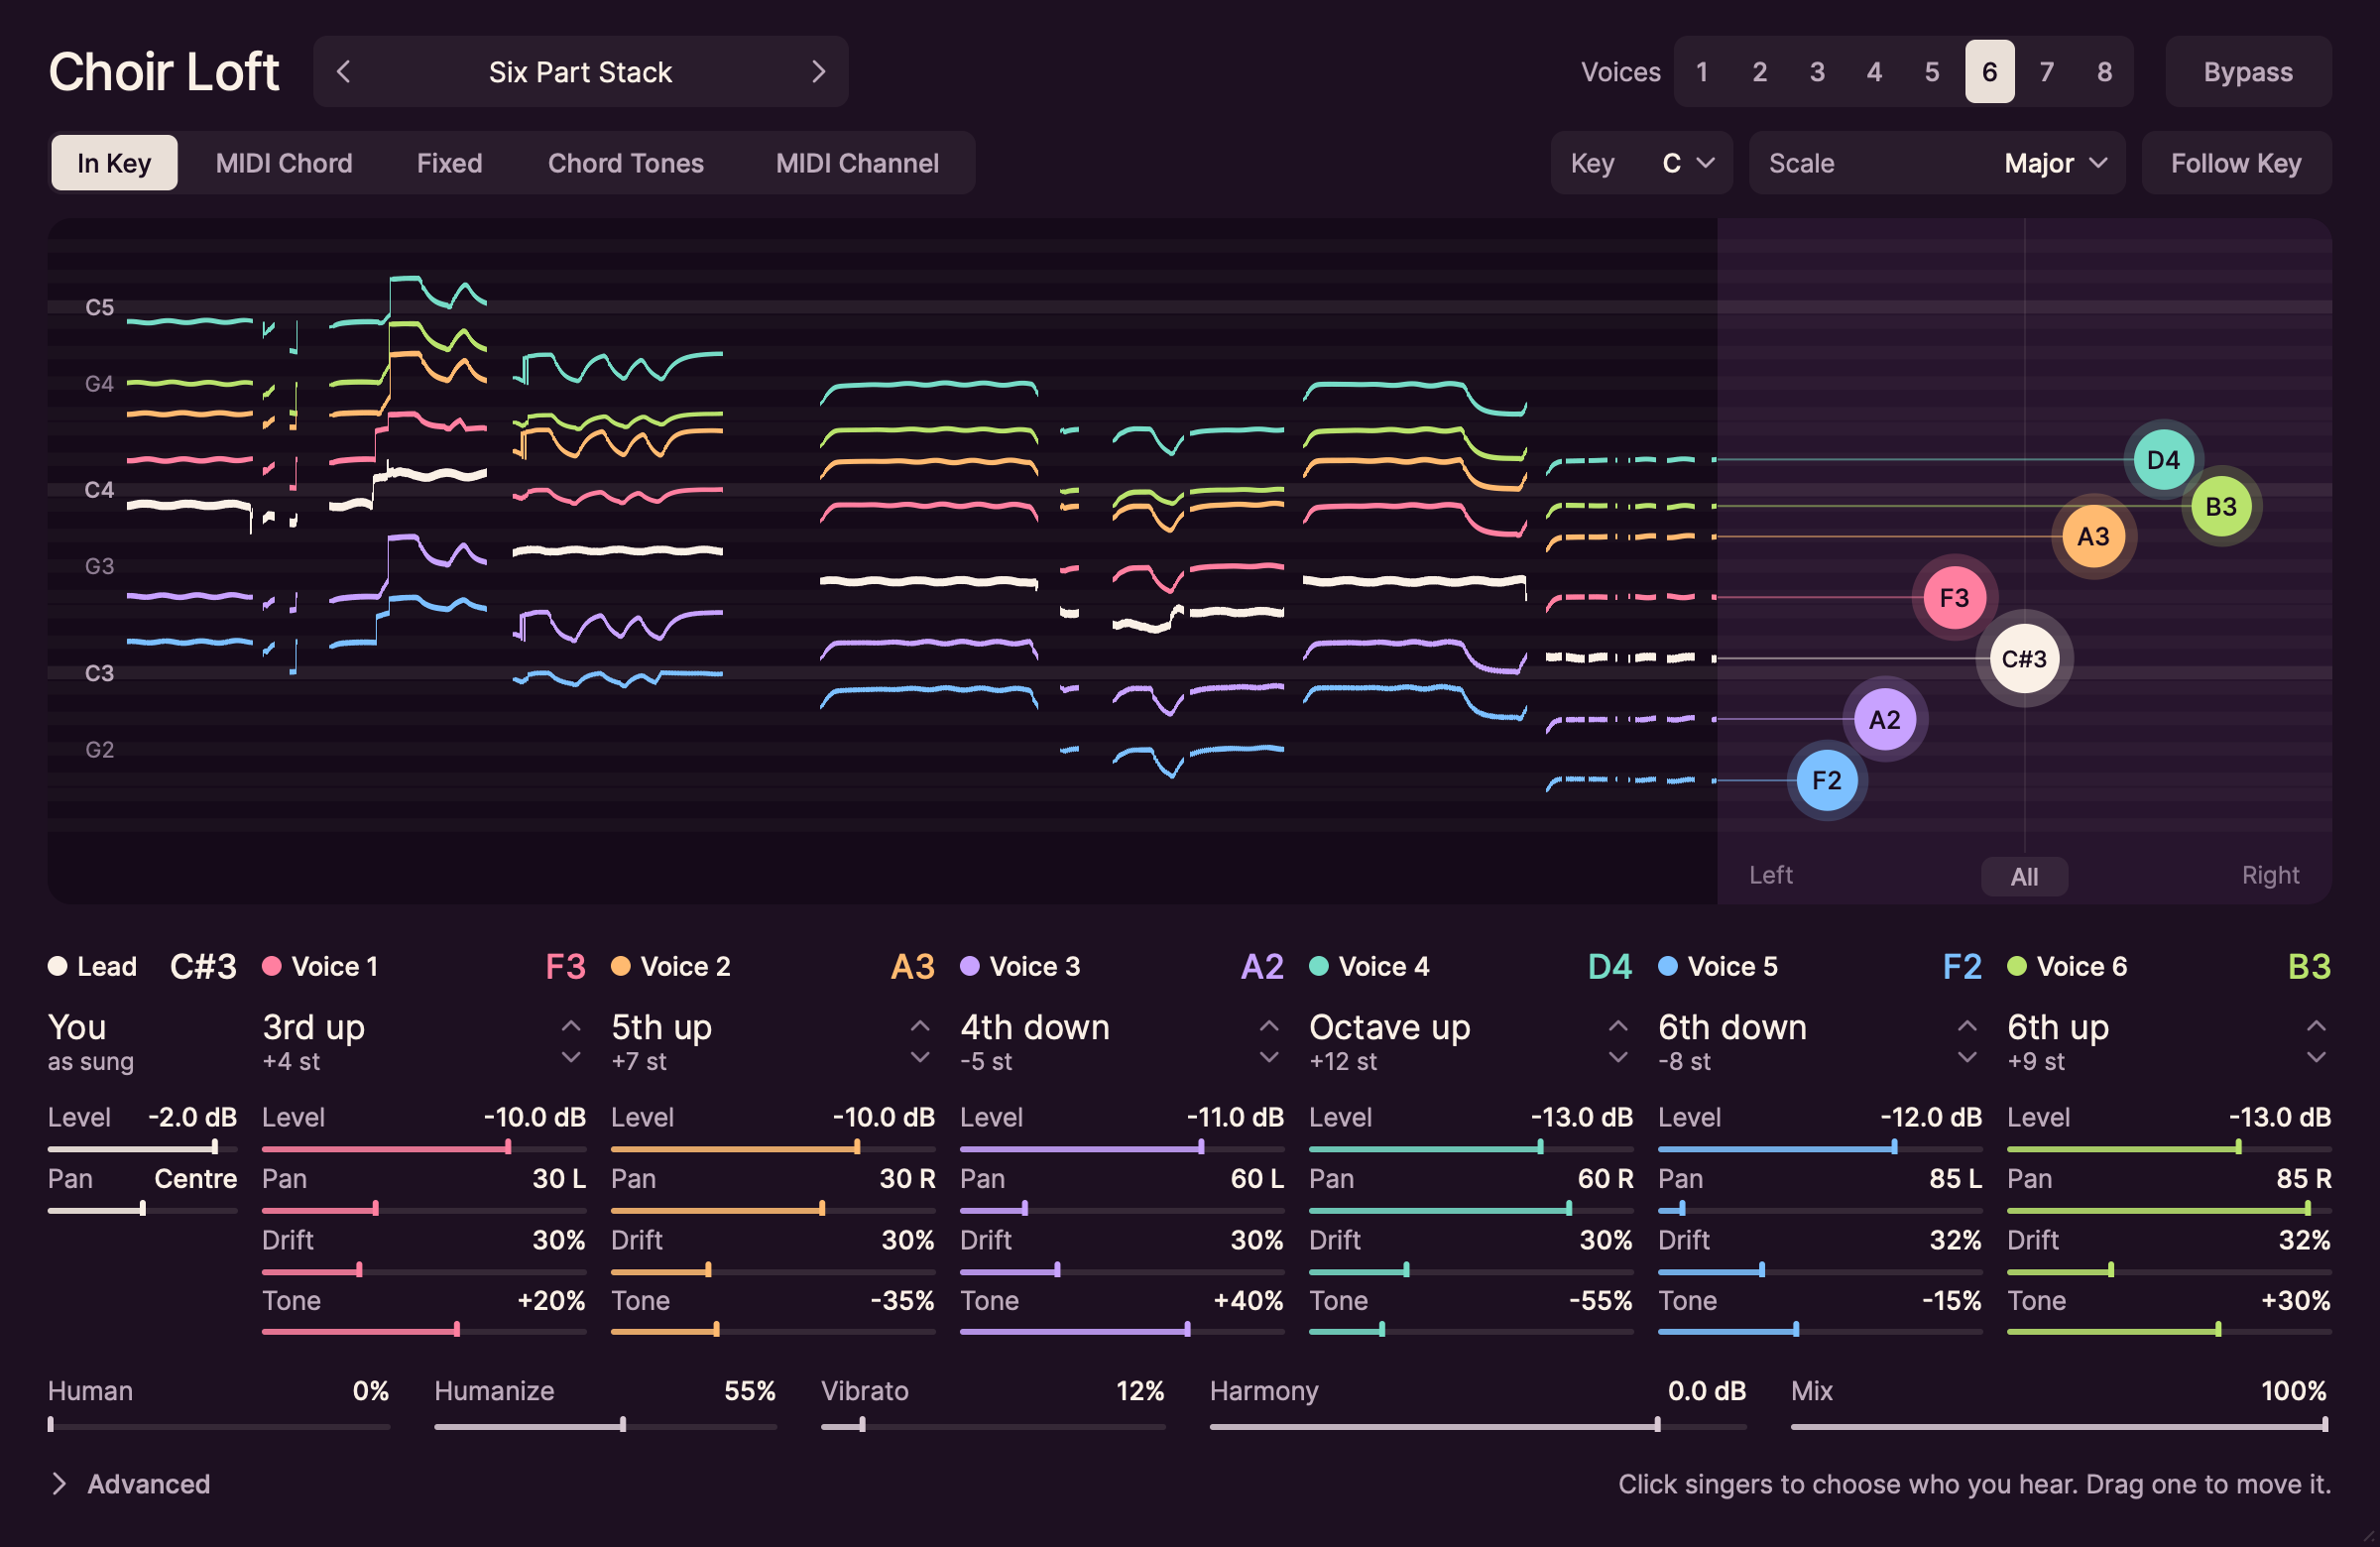 Choir Loft
Six Part Stack
Voices 1 2 3 4 5 6 7 8
Bypass
In Key MIDI Chord Fixed Chord Tones MIDI Channel
Key C
Scale Major
Follow Key
C5
G4
C4
G3
C3
G2
D4
B3
A3
F3
C#3
A2
F2
Left All Right
Lead C#3
You
as sung
Level -2.0 dB
Pan Centre
Voice 1 F3
3rd up
+4 st
Level -10.0 dB
Pan 30 L
Drift 30%
Tone +20%
Voice 2 A3
5th up
+7 st
Level -10.0 dB
Pan 30 R
Drift 30%
Tone -35%
Voice 3 A2
4th down
-5 st
Level -11.0 dB
Pan 60 L
Drift 30%
Tone +40%
Voice 4 D4
Octave up
+12 st
Level -13.0 dB
Pan 60 R
Drift 30%
Tone -55%
Voice 5 F2
6th down
-8 st
Level -12.0 dB
Pan 85 L
Drift 32%
Tone -15%
Voice 6 B3
6th up
+9 st
Level -13.0 dB
Pan 85 R
Drift 32%
Tone +30%
Human 0%
Humanize 55%
Vibrato 12%
Harmony 0.0 dB
Mix 100%
Advanced
Click singers to choose who you hear. Drag one to move it.